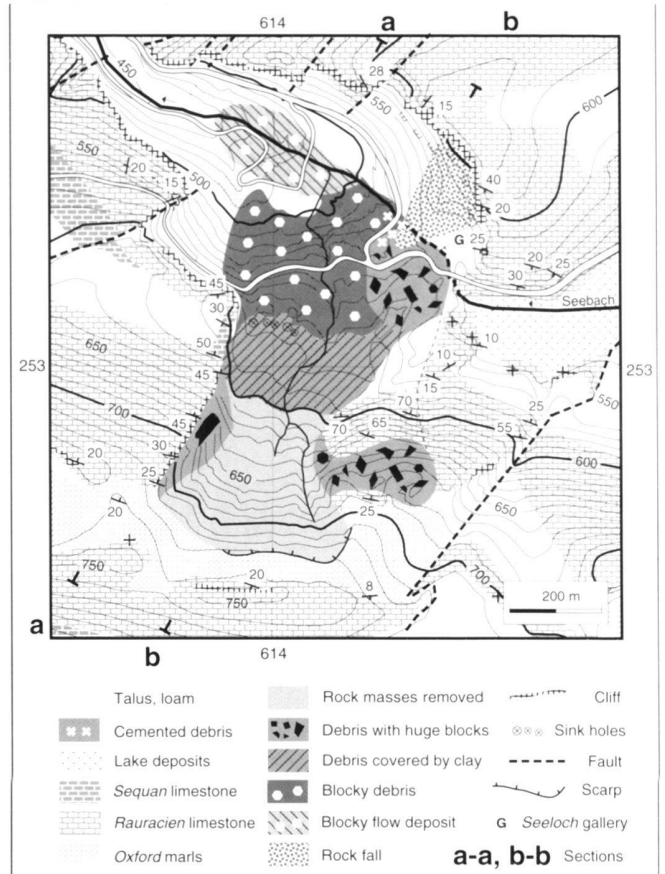 614 a b
450
28
550 15 600
550
20
15 500
40
20
G 25
20 25
30
45
Seebach
30
10
50
650 10
253 45 253
15
550
700 70 25
70 65 55
45
600
20 30 650
25
650
25
20
700
750
20 8
750
200 m
a
b 614
Talus, loam Rock masses removed Cliff
Cemented debris Debris with huge blocks Sink holes
Lake deposits Debris covered by clay Fault
Sequan limestone Blocky debris Scarp
Rauracien limestone Blocky flow deposit G Seeloch gallery
Oxford marls Rock fall a-a, b-b Sections